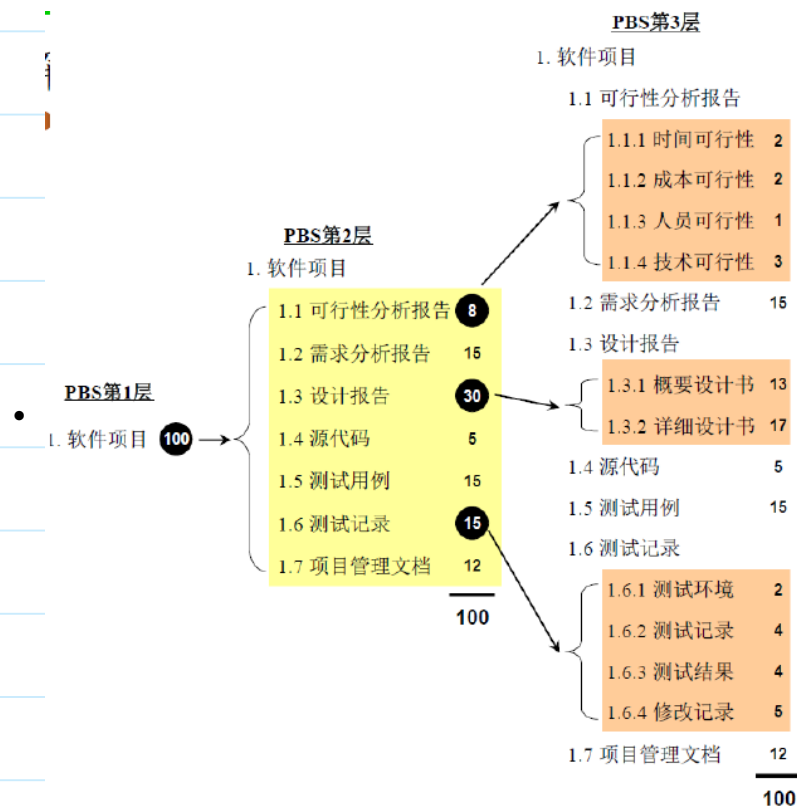 PBS第1层
1. 软件项目 100
PBS第2层
1. 软件项目
1.1 可行性分析报告 8
1.2 需求分析报告 15
1.3 设计报告 30
1.4 源代码 5
1.5 测试用例 15
1.6 测试记录 15
1.7 项目管理文档 12
100
PBS第3层
1. 软件项目
1.1 可行性分析报告
1.1.1 时间可行性 2
1.1.2 成本可行性 2
1.1.3 人员可行性 1
1.1.4 技术可行性 3
1.2 需求分析报告 15
1.3 设计报告
1.3.1 概要设计书 13
1.3.2 详细设计书 17
1.4 源代码 5
1.5 测试用例 15
1.6 测试记录
1.6.1 测试环境 2
1.6.2 测试记录 4
1.6.3 测试结果 4
1.6.4 修改记录 5
1.7 项目管理文档 12
100